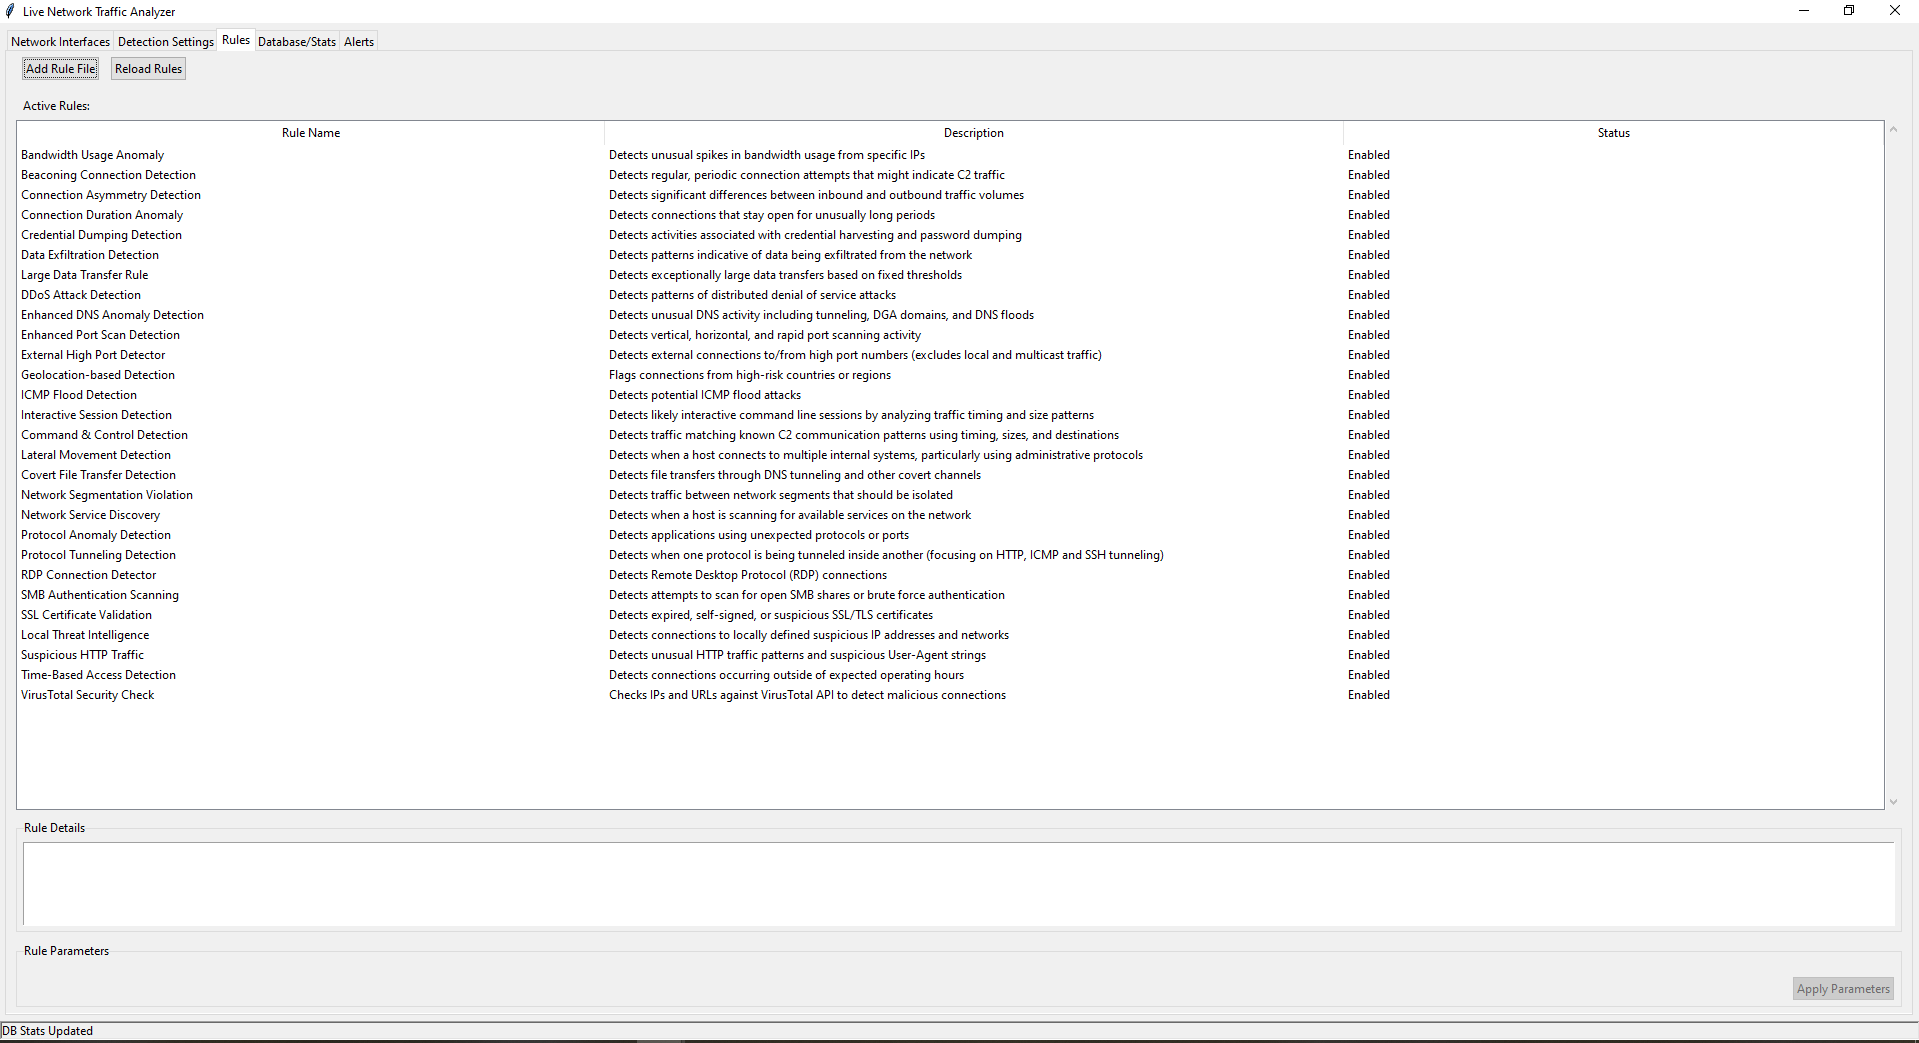 Live Network Traffic Analyzer
Network Interfaces Detection Settings Rules Database/Stats Alerts
Add Rule File Reload Rules
Active Rules:
Rule Name Description Status
Bandwidth Usage Anomaly Detects unusual spikes in bandwidth usage from specific IPs Enabled
Beaconing Connection Detection Detects regular, periodic connection attempts that might indicate C2 traffic Enabled
Connection Asymmetry Detection Detects significant differences between inbound and outbound traffic volumes Enabled
Connection Duration Anomaly Detects connections that stay open for unusually long periods Enabled
Credential Dumping Detection Detects activities associated with credential harvesting and password dumping Enabled
Data Exfiltration Detection Detects patterns indicative of data being exfiltrated from the network Enabled
Large Data Transfer Rule Detects exceptionally large data transfers based on fixed thresholds Enabled
DDoS Attack Detection Detects patterns of distributed denial of service attacks Enabled
Enhanced DNS Anomaly Detection Detects unusual DNS activity including tunneling, DGA domains, and DNS floods Enabled
Enhanced Port Scan Detection Detects vertical, horizontal, and rapid port scanning activity Enabled
External High Port Detector Detects external connections to/from high port numbers (excludes local and multicast traffic) Enabled
Geolocation-based Detection Flags connections from high-risk countries or regions Enabled
ICMP Flood Detection Detects potential ICMP flood attacks Enabled
Interactive Session Detection Detects likely interactive command line sessions by analyzing traffic timing and size patterns Enabled
Command & Control Detection Detects traffic matching known C2 communication patterns using timing, sizes, and destinations Enabled
Lateral Movement Detection Detects when a host connects to multiple internal systems, particularly using administrative protocols Enabled
Covert File Transfer Detection Detects file transfers through DNS tunneling and other covert channels Enabled
Network Segmentation Violation Detects traffic between network segments that should be isolated Enabled
Network Service Discovery Detects when a host is scanning for available services on the network Enabled
Protocol Anomaly Detection Detects applications using unexpected protocols or ports Enabled
Protocol Tunneling Detection Detects when one protocol is being tunneled inside another (focusing on HTTP, ICMP and SSH tunneling) Enabled
RDP Connection Detector Detects Remote Desktop Protocol (RDP) connections Enabled
SMB Authentication Scanning Detects attempts to scan for open SMB shares or brute force authentication Enabled
SSL Certificate Validation Detects expired, self-signed, or suspicious SSL/TLS certificates Enabled
Local Threat Intelligence Detects connections to locally defined suspicious IP addresses and networks Enabled
Suspicious HTTP Traffic Detects unusual HTTP traffic patterns and suspicious User-Agent strings Enabled
Time-Based Access Detection Detects connections occurring outside of expected operating hours Enabled
VirusTotal Security Check Checks IPs and URLs against VirusTotal API to detect malicious connections Enabled
Rule Details
Rule Parameters
Apply Parameters
DB Stats Updated